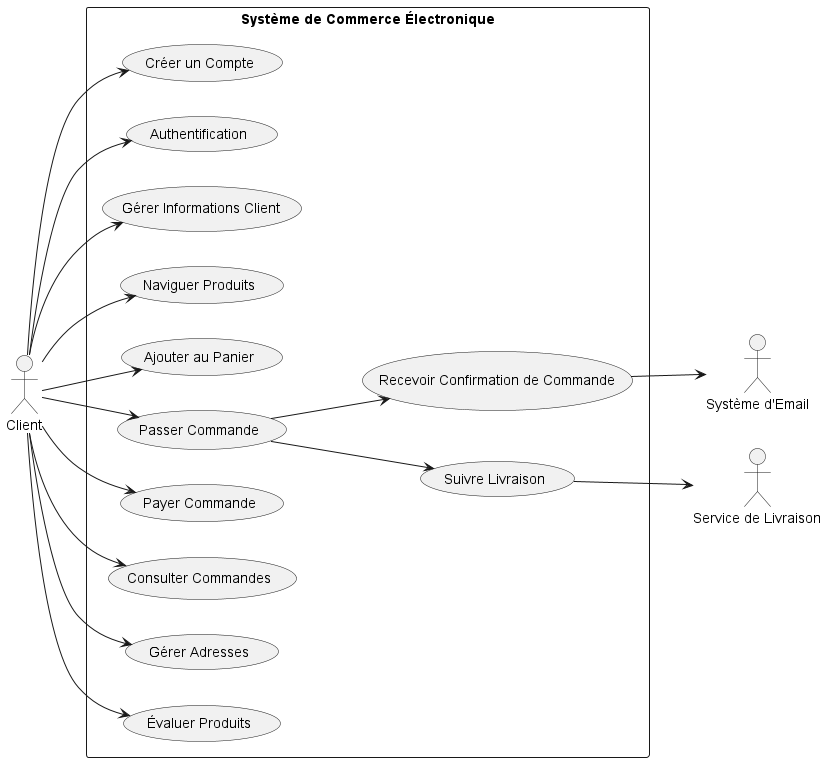 Système de Commerce Électronique
Créer un Compte
Authentification
Gérer Informations Client
Naviguer Produits
Ajouter au Panier
Recevoir Confirmation de Commande
Système d'Email
Client
Passer Commande
Suivre Livraison
Payer Commande
Service de Livraison
Consulter Commandes
Gérer Adresses
Évaluer Produits